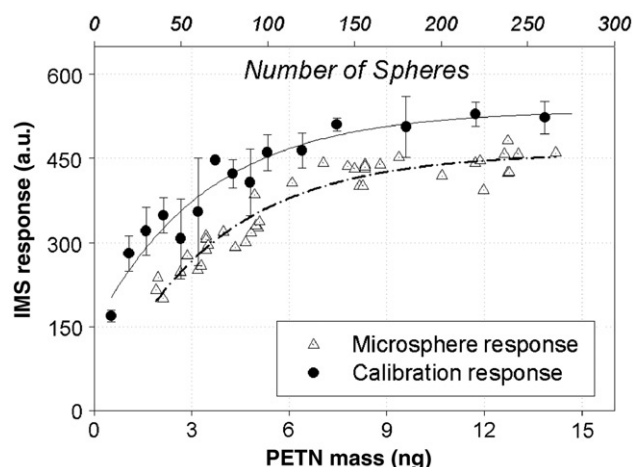 0 50 100 150 200 250 300
Number of Spheres
600
450
300
150
0
IMS response (a.u.)
Microsphere response
Calibration response
0 3 6 9 12 15
PETN mass (ng)